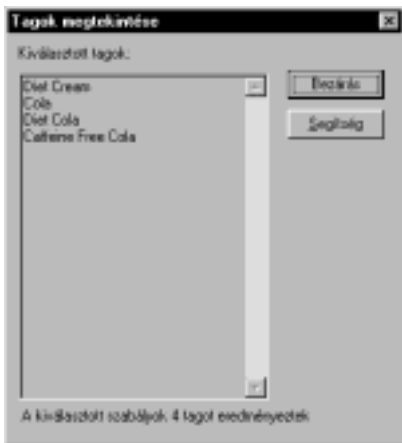 Tagok megtekintése
Kiválasztott tagok:
Diet Cream
Cola
Diet Cola
Caffeine Free Cola
Bezárás
Segítség
A kiválasztott szabályok 4 tagot eredményeztek